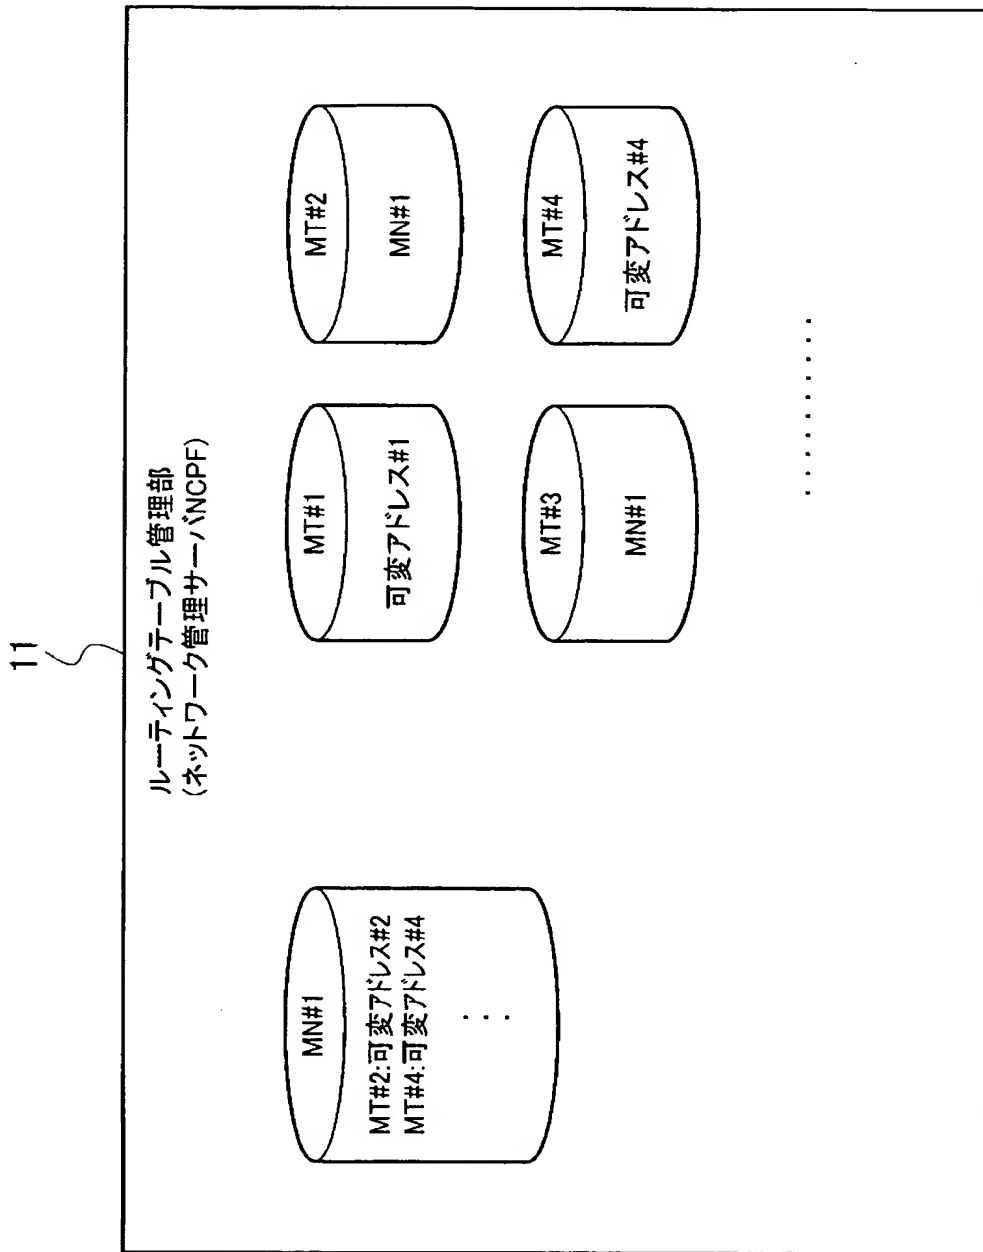 11
ルーティングテーブル管理部
(ネットワーク管理サーバNCPF)
MN#1
MT#2:可変アドレス#2
MT#4:可変アドレス#4
・・・
MT#1
可変アドレス#1
MT#2
MN#1
MT#3
MN#1
MT#4
可変アドレス#4
・・・・・・・・・